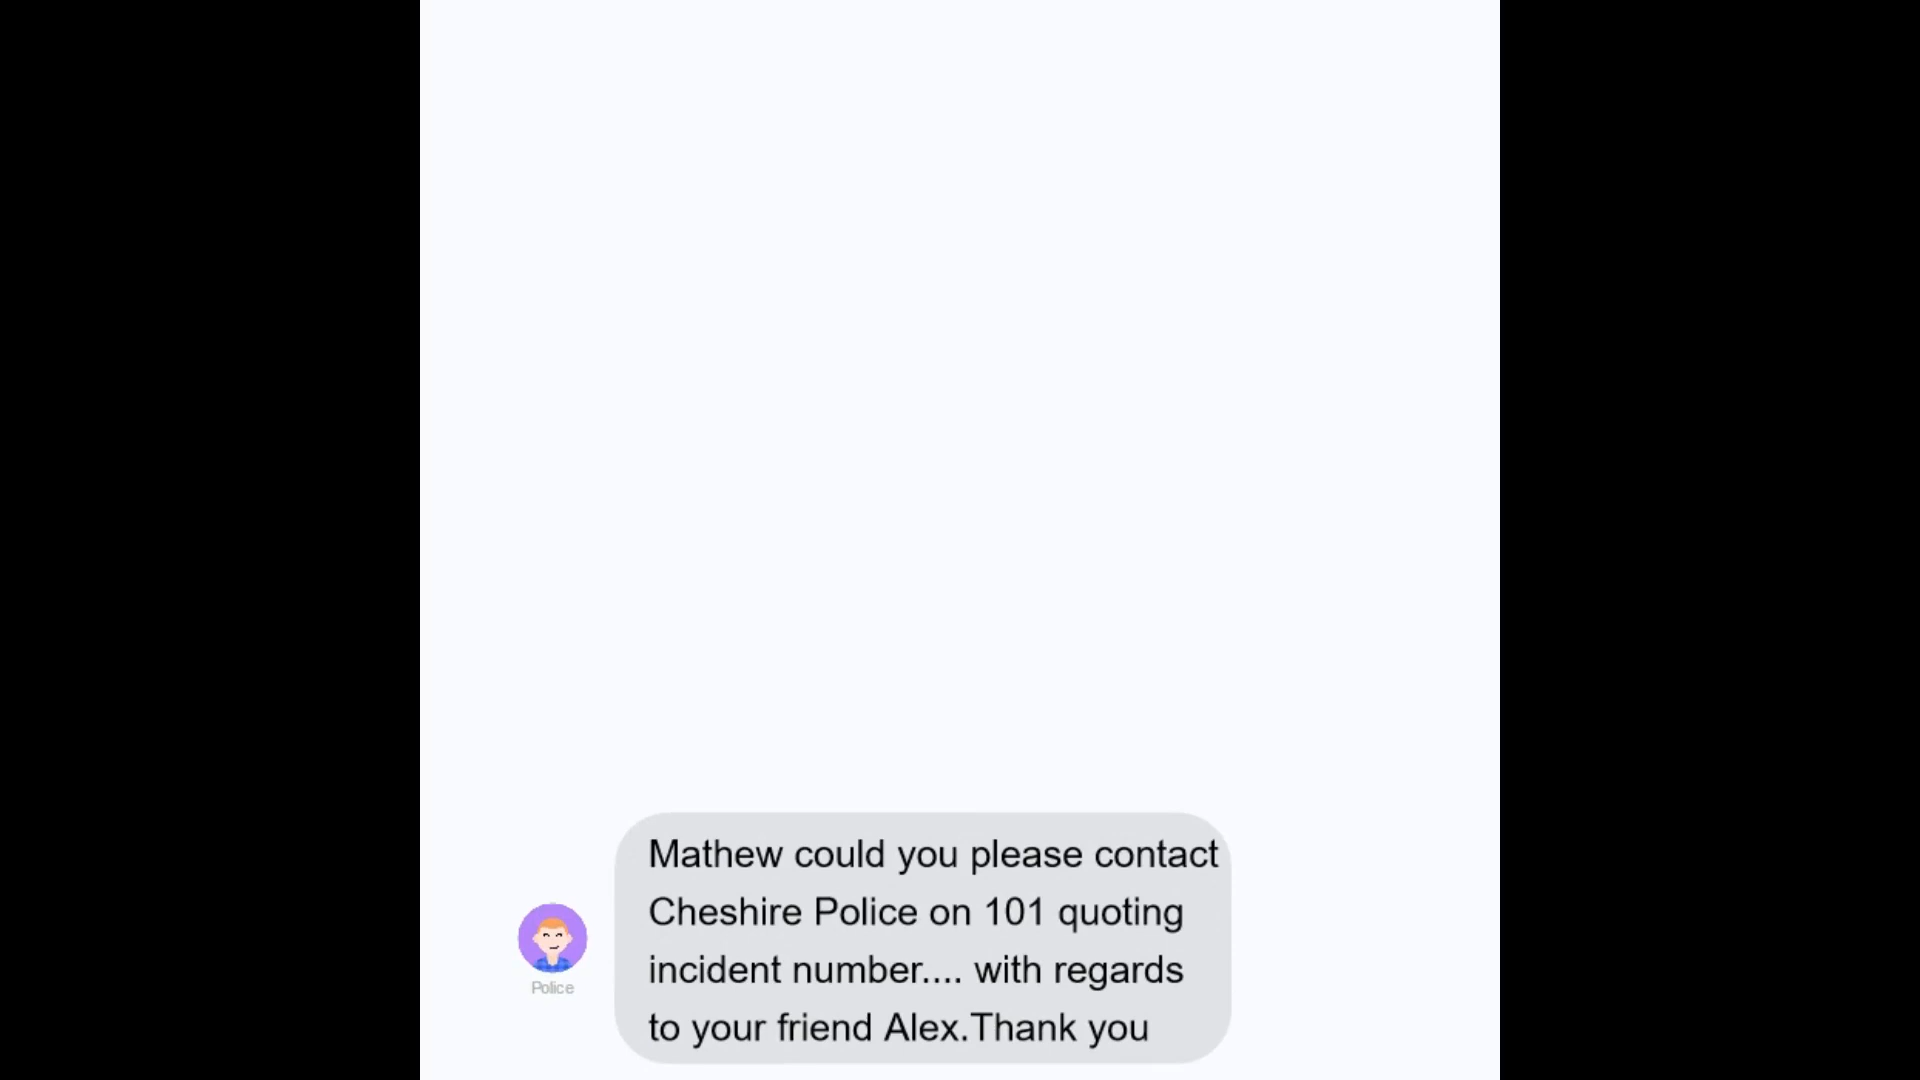 Mathew could you please contact
Cheshire Police on 101 quoting
incident number.... with regards
to your friend Alex.Thank you
Police